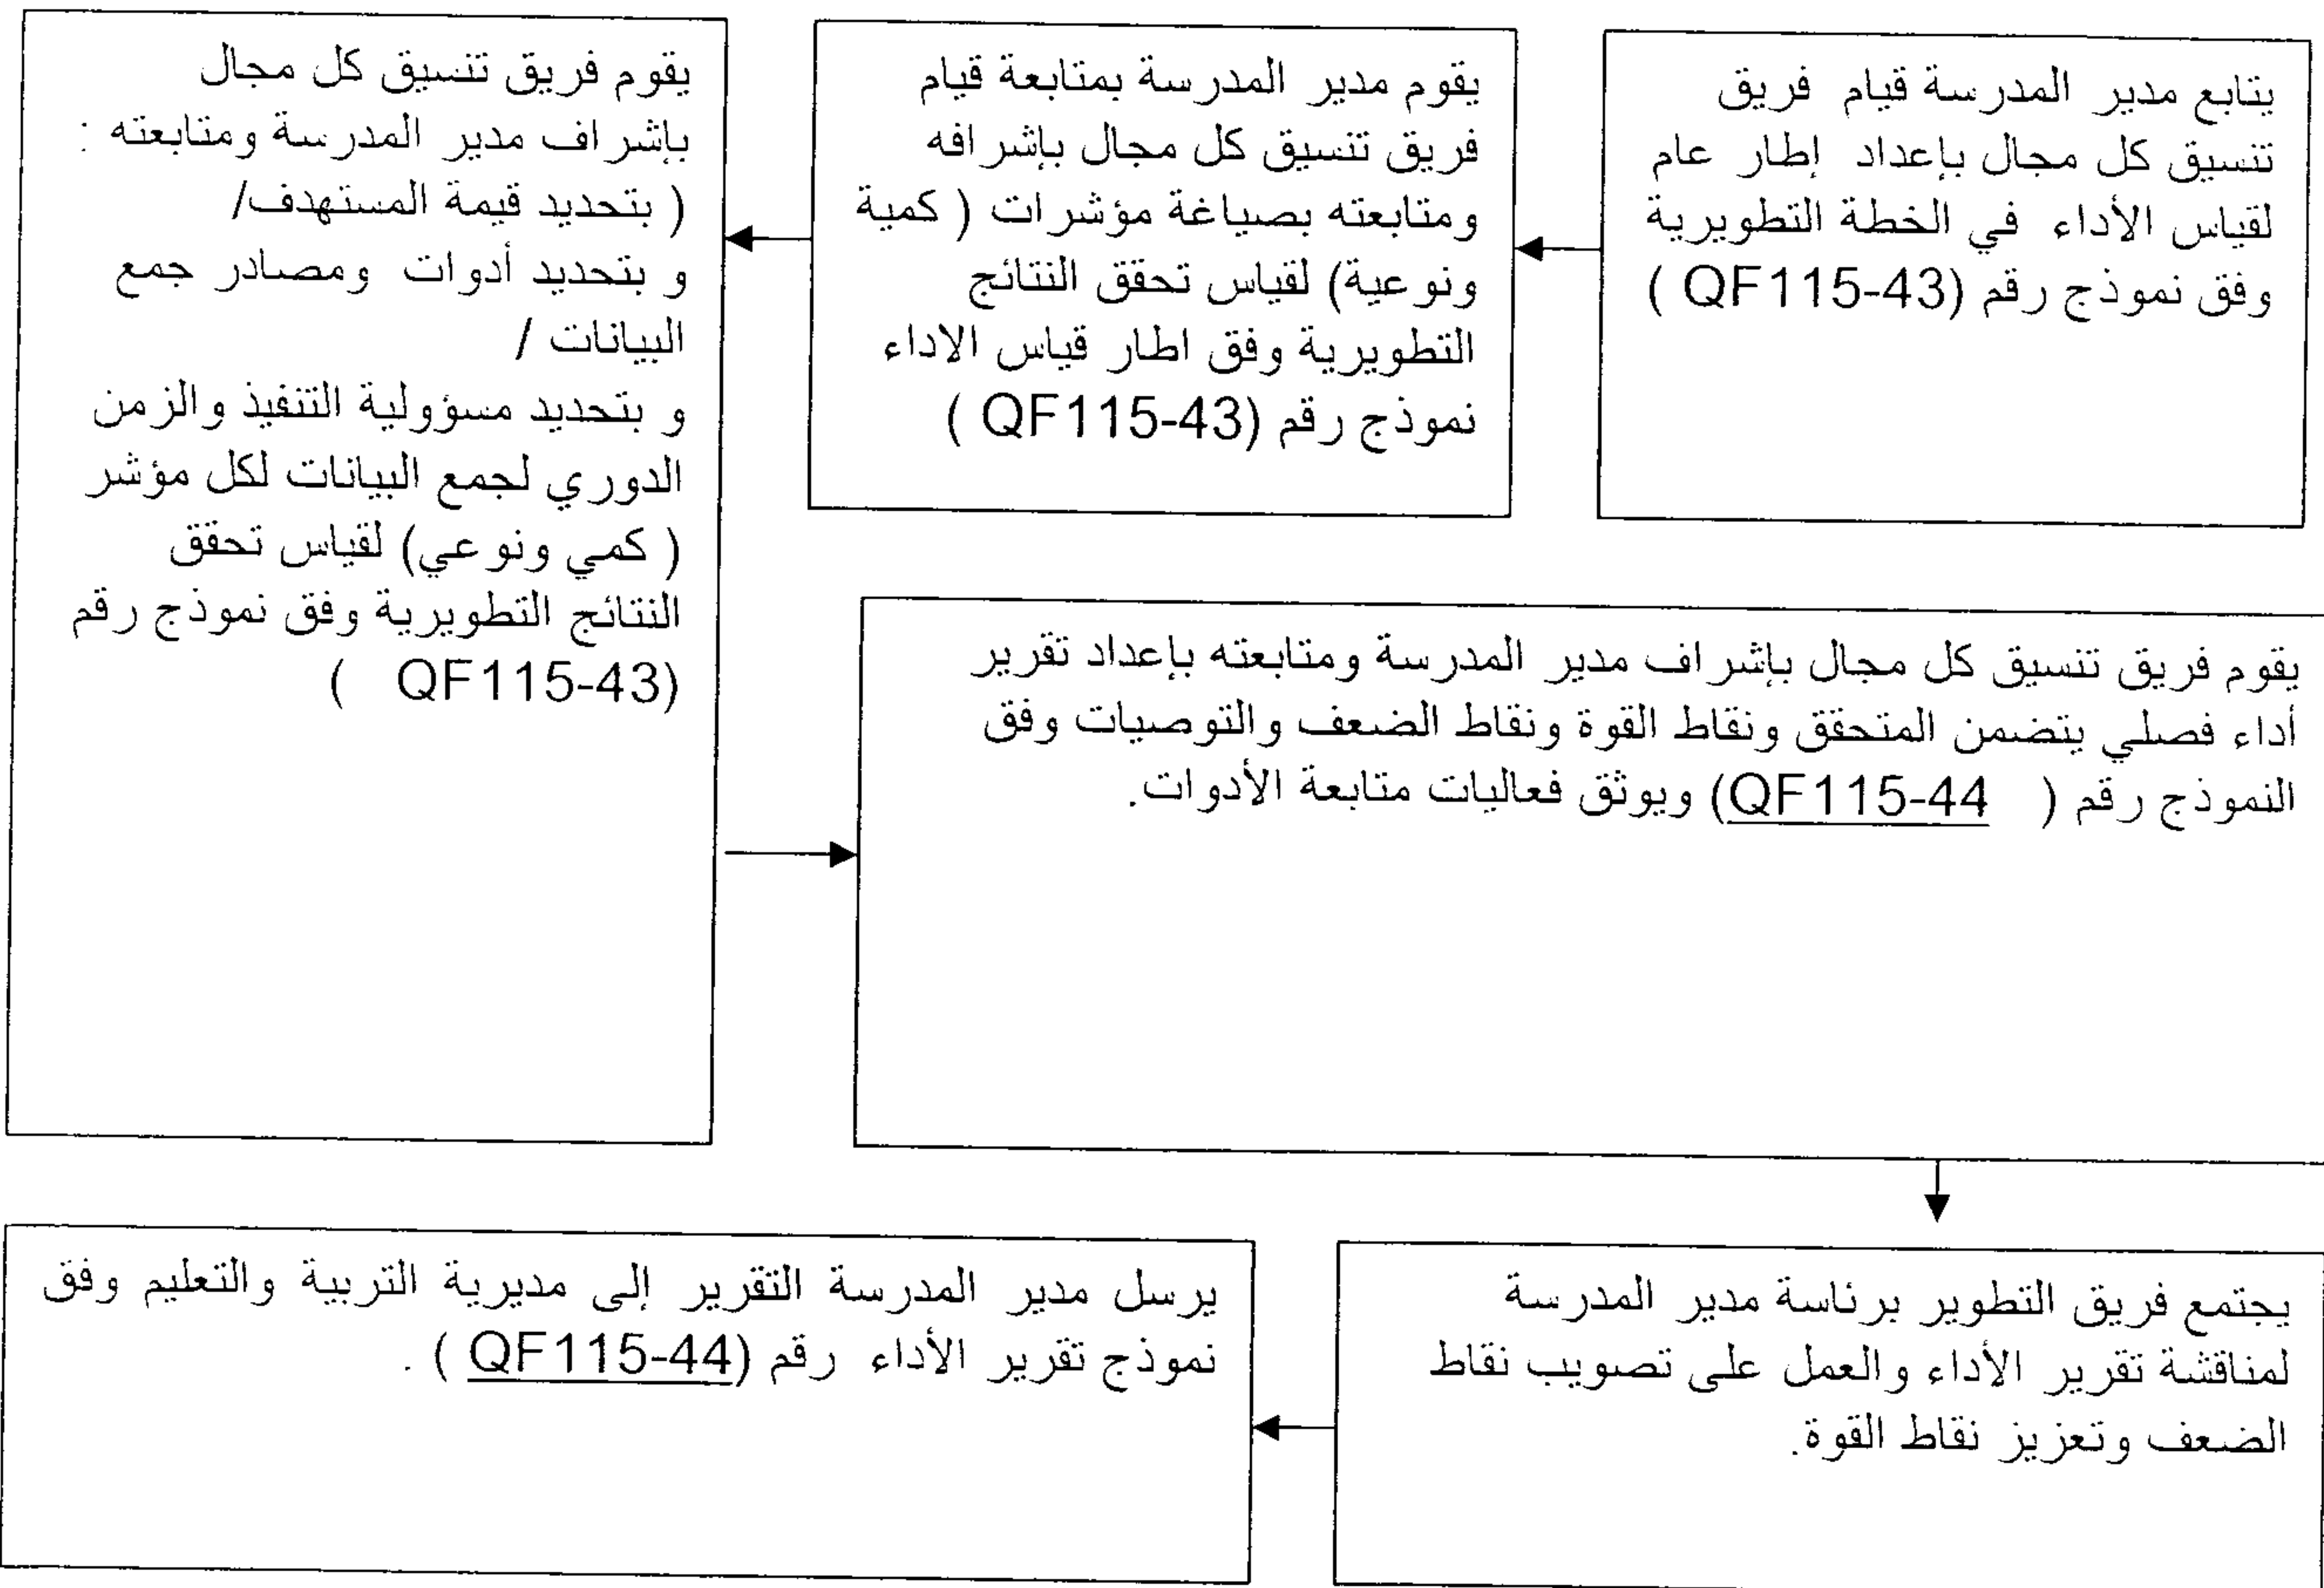 يتابع مدير المدرسة قيام فريق
تنسيق كل مجال بإعداد إطار عام
لقياس الأداء في الخطة التطويرية
وفق نموذج رقم (QF115-43 )
يقوم مدير المدرسة بمتابعة قيام
فريق تنسيق كل مجال بإشرافه
ومتابعته بصياغة مؤشرات ( كمية
ونوعية) لقياس تحقق النتائج
التطويرية وفق اطار قياس الاداء
نموذج رقم (QF115-43 )
يقوم فريق تنسيق كل مجال
بإشراف مدير المدرسة ومتابعته :
( بتحديد قيمة المستهدف/
و بتحديد أدوات ومصادر جمع
البيانات /
و بتحديد مسؤولية التنفيذ والزمن
الدوري لجمع البيانات لكل مؤشر
( كمي ونوعي) لقياس تحقق
النتائج التطويرية وفق نموذج رقم
(QF115-43 )
يقوم فريق تنسيق كل مجال بإشراف مدير المدرسة ومتابعته بإعداد تقرير
أداء فصلي يتضمن المتحقق ونقاط القوة ونقاط الضعف والتوصيات وفق
النموذج رقم ( QF115-44) ويوثق فعاليات متابعة الأدوات.
يجتمع فريق التطوير برئاسة مدير المدرسة
لمناقشة تقرير الأداء والعمل على تصويب نقاط
الضعف وتعزيز نقاط القوة.
يرسل مدير المدرسة التقرير إلى مديرية التربية والتعليم وفق
نموذج تقرير الأداء رقم (QF115-44 ) .